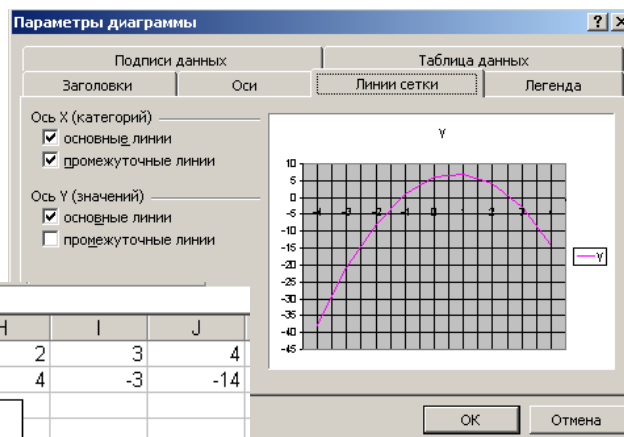 Параметры диаграммы
Подписи данных
Таблица данных
Заголовки
Оси
Линии сетки
Легенда
Ось X (категорий)
основные линии
промежуточные линии
Ось Y (значений)
основные линии
промежуточные линии
Y
10
5
0
-5
-10
-15
-20
-25
-30
-35
-40
-45
-4 -3 -2 -1 0 1 2 3
Y
H I J
2 3 4
4 -3 -14
ОК
Отмена